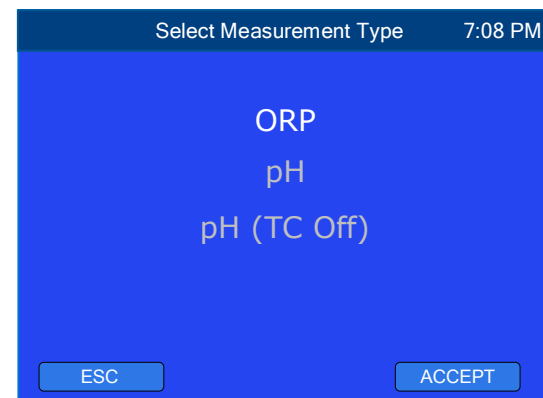 Select Measurement Type 7:08 PM
ORP
pH
pH (TC Off)
ESC ACCEPT